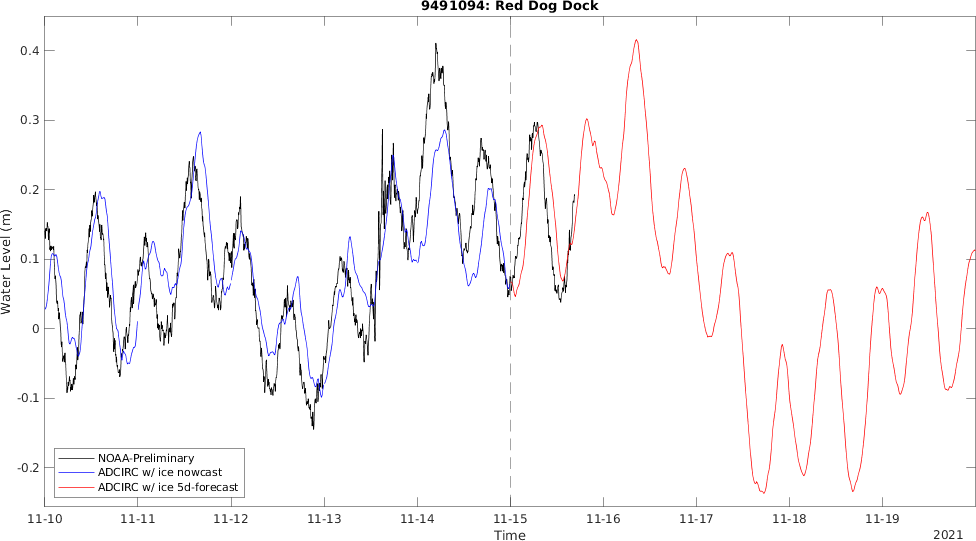 9491094: Red Dog Dock
Water Level (m)
0.4
0.3
0.2
0.1
0
-0.1
-0.2
NOAA-Preliminary
ADCIRC w/ ice nowcast
ADCIRC w/ ice 5d-forecast
11-10 11-11 11-12 11-13 11-14 11-15 11-16 11-17 11-18 11-19
Time
2021